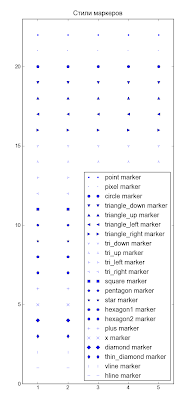 Стили маркеров
20
15
10
5
0
point marker
pixel marker
circle marker
triangle_down marker
triangle_up marker
triangle_left marker
triangle_right marker
tri_down marker
tri_up marker
tri_left marker
tri_right marker
square marker
pentagon marker
star marker
hexagon1 marker
hexagon2 marker
plus marker
x marker
diamond marker
thin_diamond marker
vline marker
hline marker
1 2 3 4 5